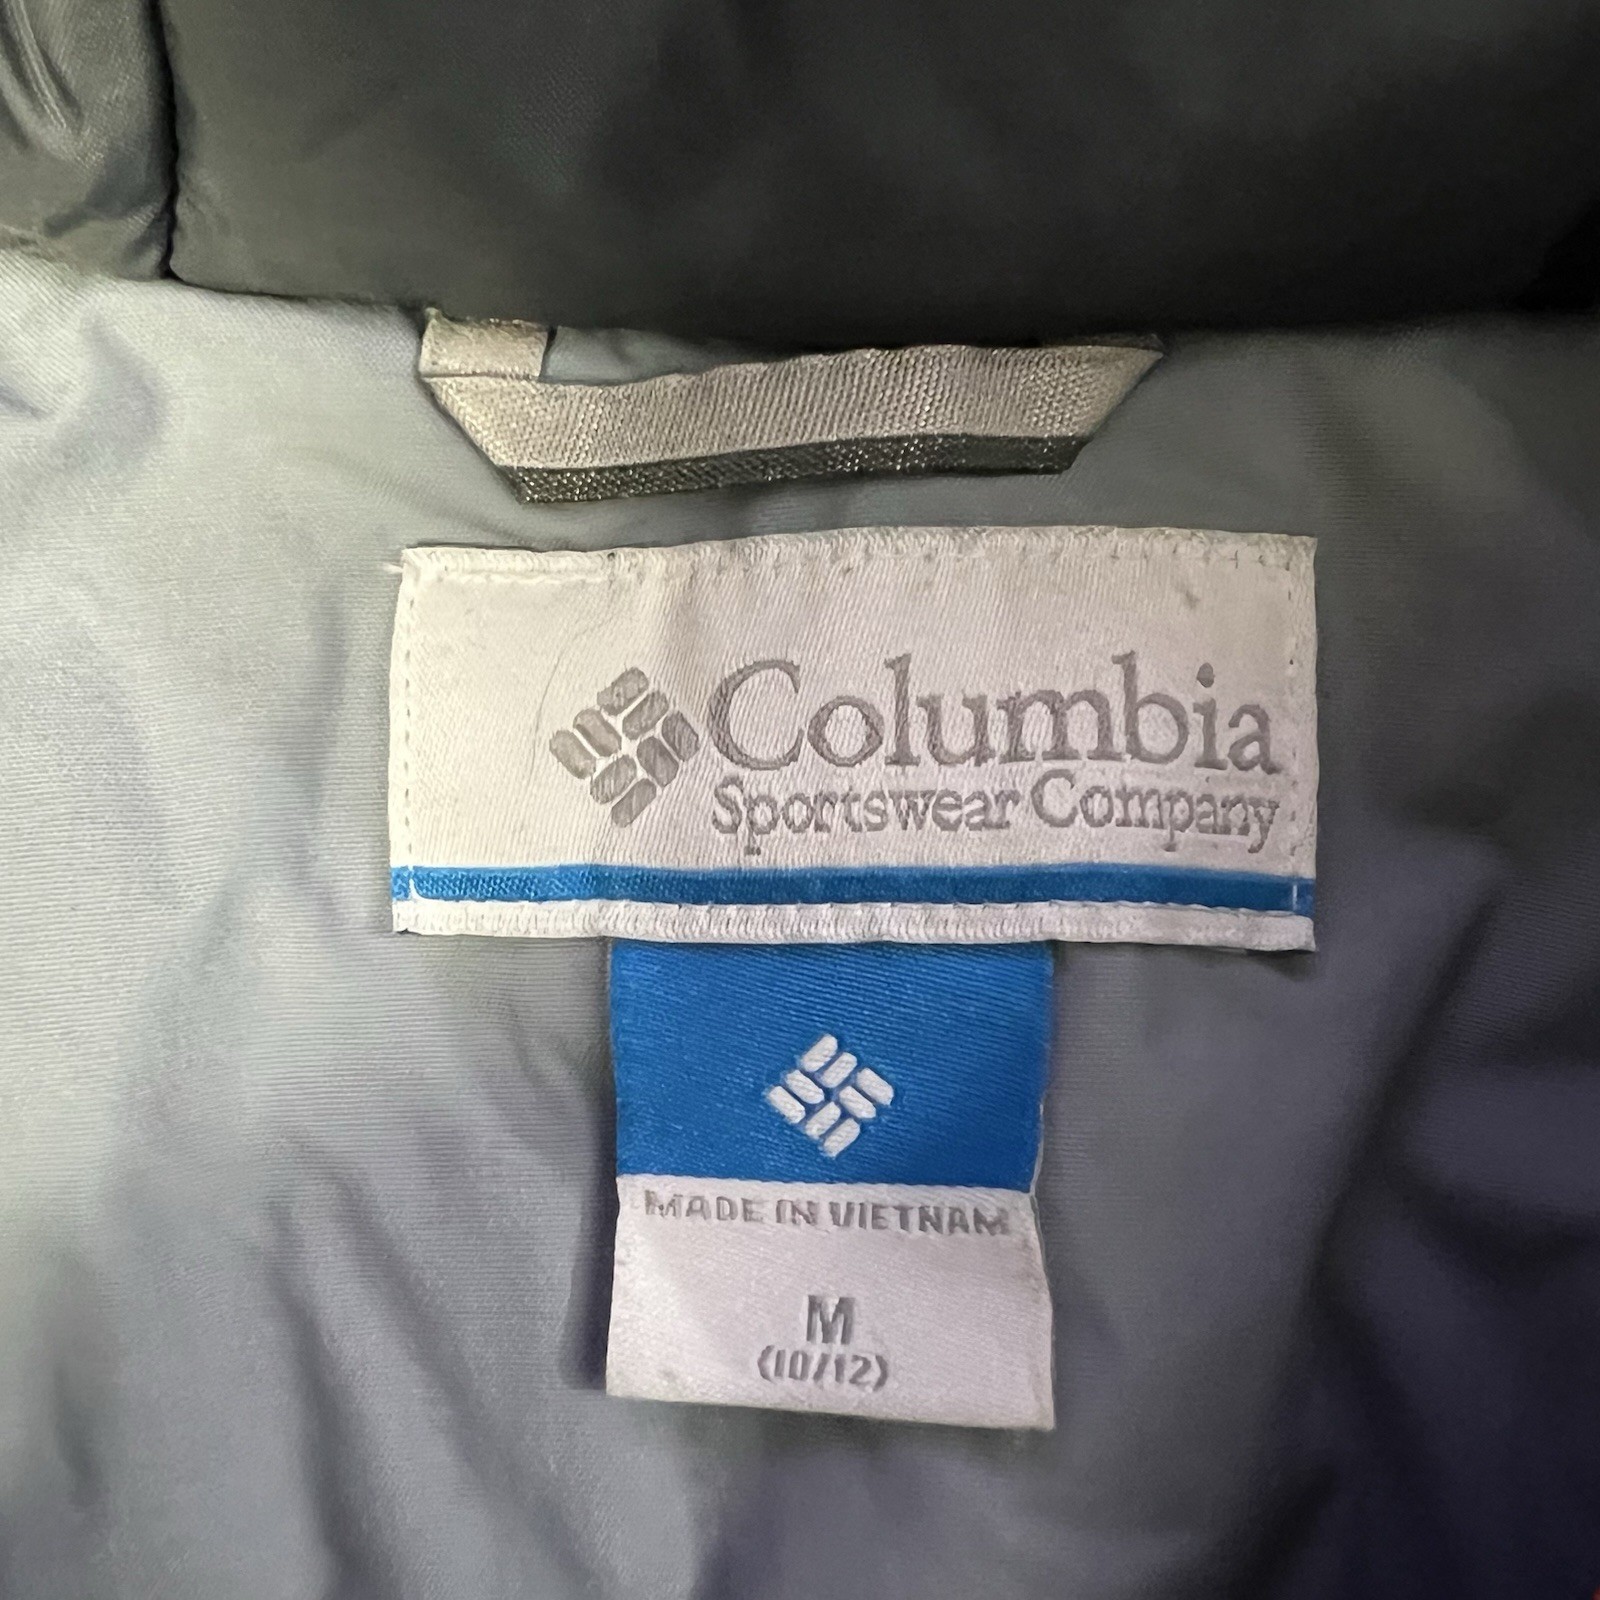 Columbia
Sportswear Company
MADE IN VIETNAM
M
(10/12)